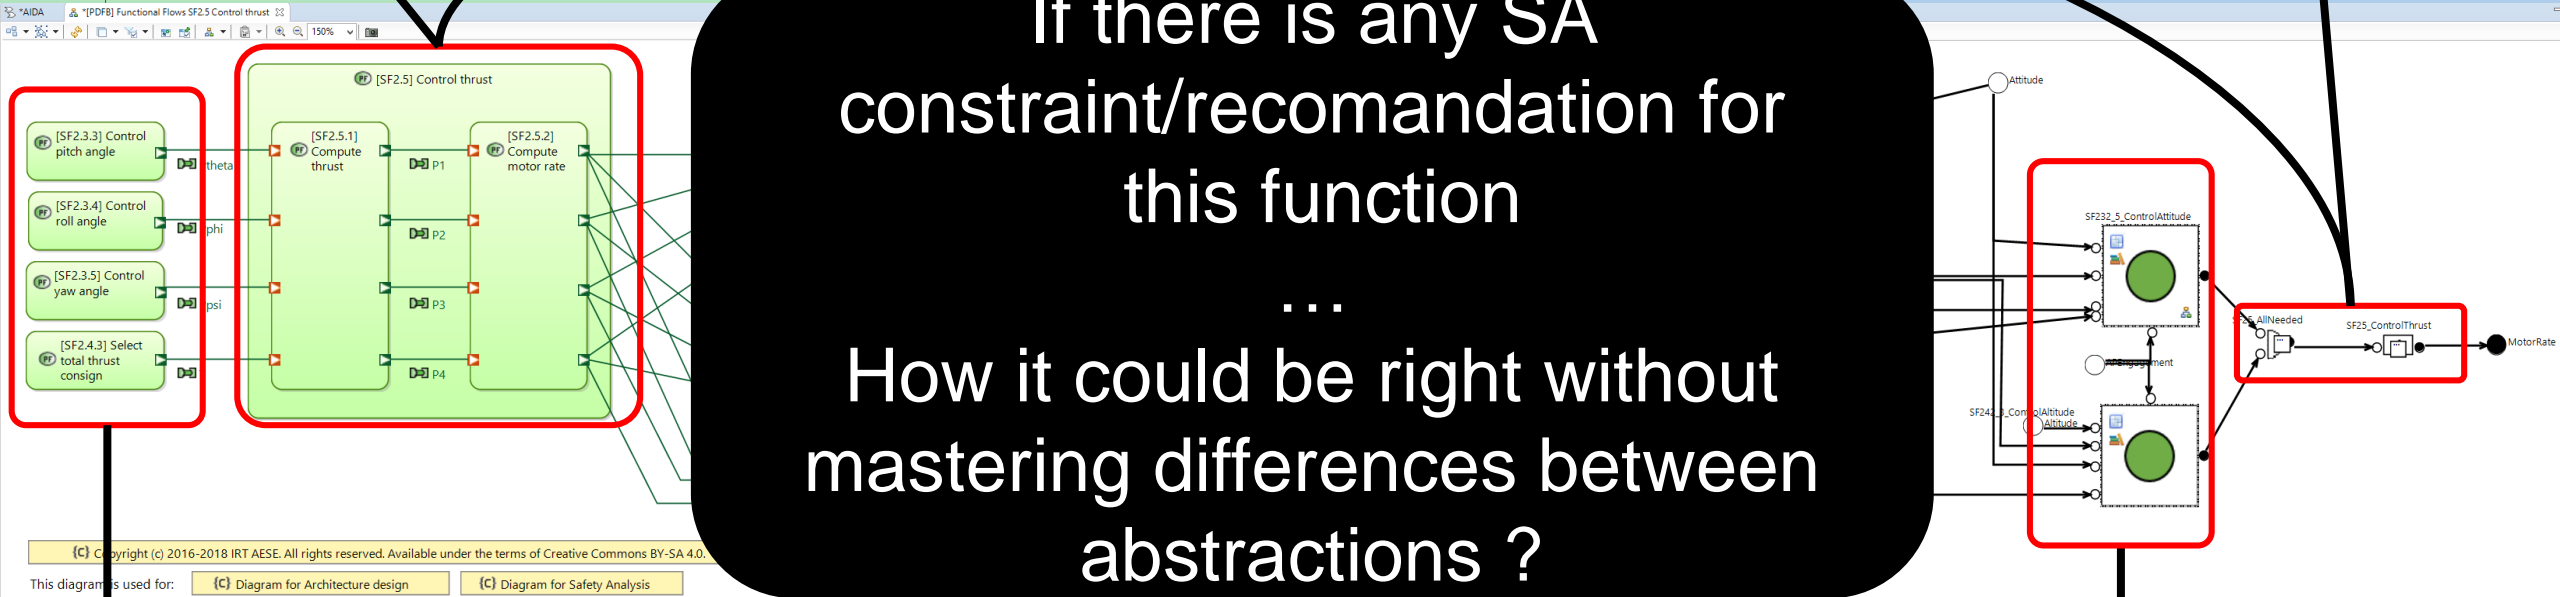 *AIDA
*[PDFB] Functional Flows SF2.5 Control thrust
150%
[SF2.5] Control thrust
[SF2.3.3] Control
pitch angle
theta
[SF2.3.4] Control
roll angle
phi
[SF2.3.5] Control
yaw angle
psi
[SF2.4.3] Select
total thrust
consign
[SF2.5.1]
Compute
thrust
P1
P2
P3
P4
[SF2.5.2]
Compute
motor rate
{C} Copyright (c) 2016-2018 IRT AESE. All rights reserved. Available under the terms of Creative Commons BY-SA 4.0.
This diagram is used for:
{C} Diagram for Architecture design
{C} Diagram for Safety Analysis
If there is any SA
constraint/recomandation for
this function
…
How it could be right without
mastering differences between
abstractions ?
Attitude
SF232_5_ControlAttitude
SF242_3_ControlAltitude
Altitude
SF25_AllNeeded
SF25_ControlThrust
MotorRate